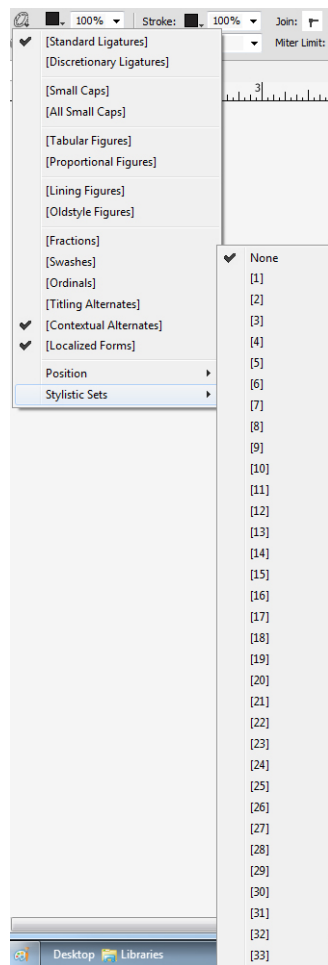 100% Stroke: 100% Join:
Miter Limit:
[Standard Ligatures]
[Discretionary Ligatures]
[Small Caps]
[All Small Caps]
3
[Tabular Figures]
[Proportional Figures]
[Lining Figures]
[Oldstyle Figures]
[Fractions]
[Swashes]
[Ordinals]
[Titling Alternates]
[Contextual Alternates]
[Localized Forms]
Position
Stylistic Sets
None
[1]
[2]
[3]
[4]
[5]
[6]
[7]
[8]
[9]
[10]
[11]
[12]
[13]
[14]
[15]
[16]
[17]
[18]
[19]
[20]
[21]
[22]
[23]
[24]
[25]
[26]
[27]
[28]
[29]
[30]
[31]
[32]
[33]
Desktop Libraries